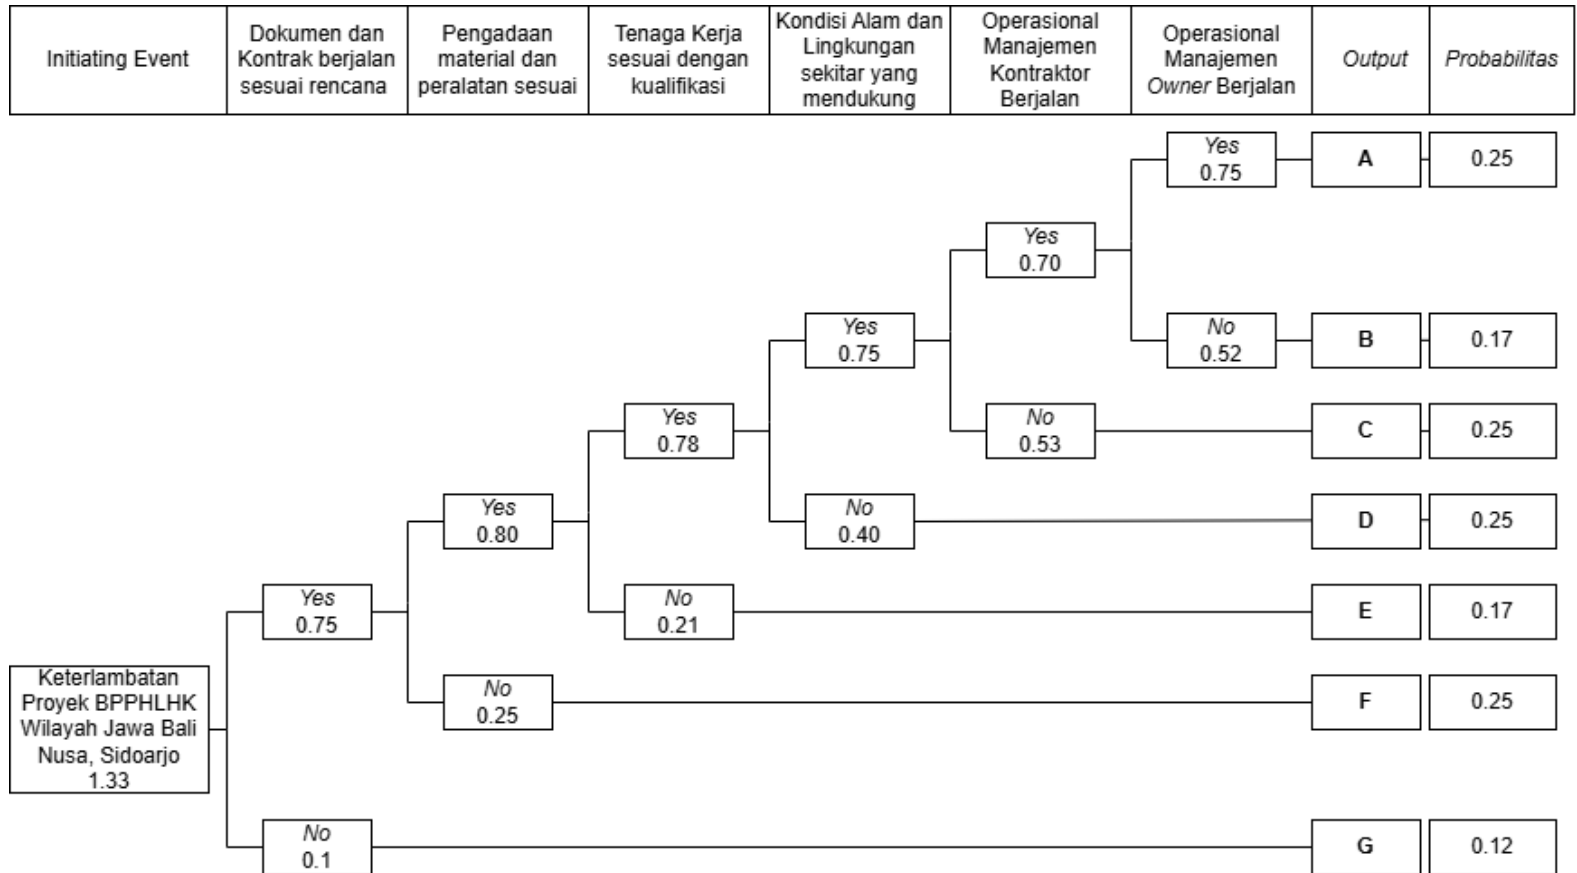 Initiating Event
Dokumen dan
Kontrak berjalan
sesuai rencana
Pengadaan
material dan
peralatan sesuai
Tenaga Kerja
sesuai dengan
kualifikasi
Kondisi Alam dan
Lingkungan
sekitar yang
mendukung
Operasional
Manajemen
Kontraktor
Berjalan
Operasional
Manajemen
Owner Berjalan
Output
Probabilitas
Yes
0.75
A
0.25
Yes
0.70
Yes
0.75
No
0.52
B
0.17
Yes
0.78
No
0.53
C
0.25
Yes
0.80
No
0.40
D
0.25
Yes
0.75
No
0.21
E
0.17
Keterlambatan
Proyek BPPHLHK
Wilayah Jawa Bali
Nusa, Sidoarjo
1.33
No
0.25
F
0.25
No
0.1
G
0.12